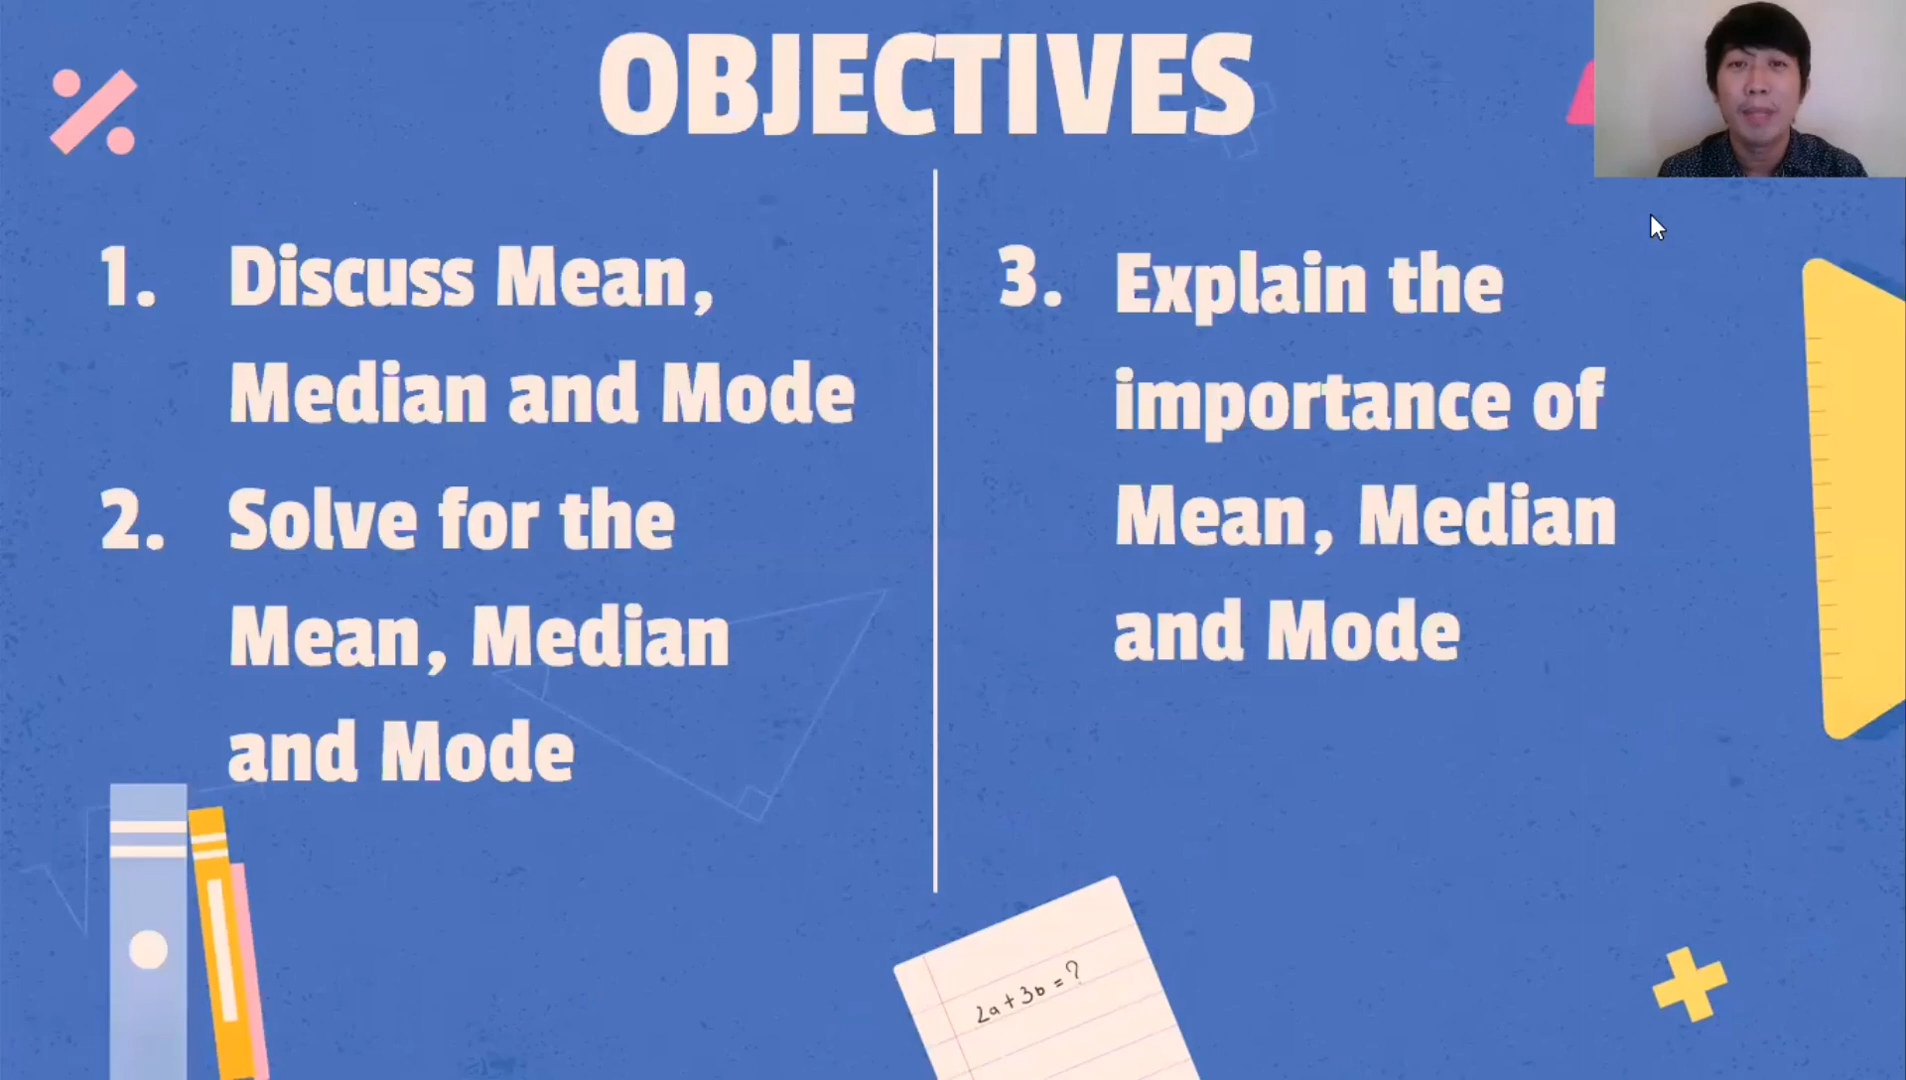 OBJECTIVES
1. Discuss Mean,
Median and Mode
2. Solve for the
Mean, Median
and Mode
3. Explain the
importance of
Mean, Median
and Mode
2a+3b=?